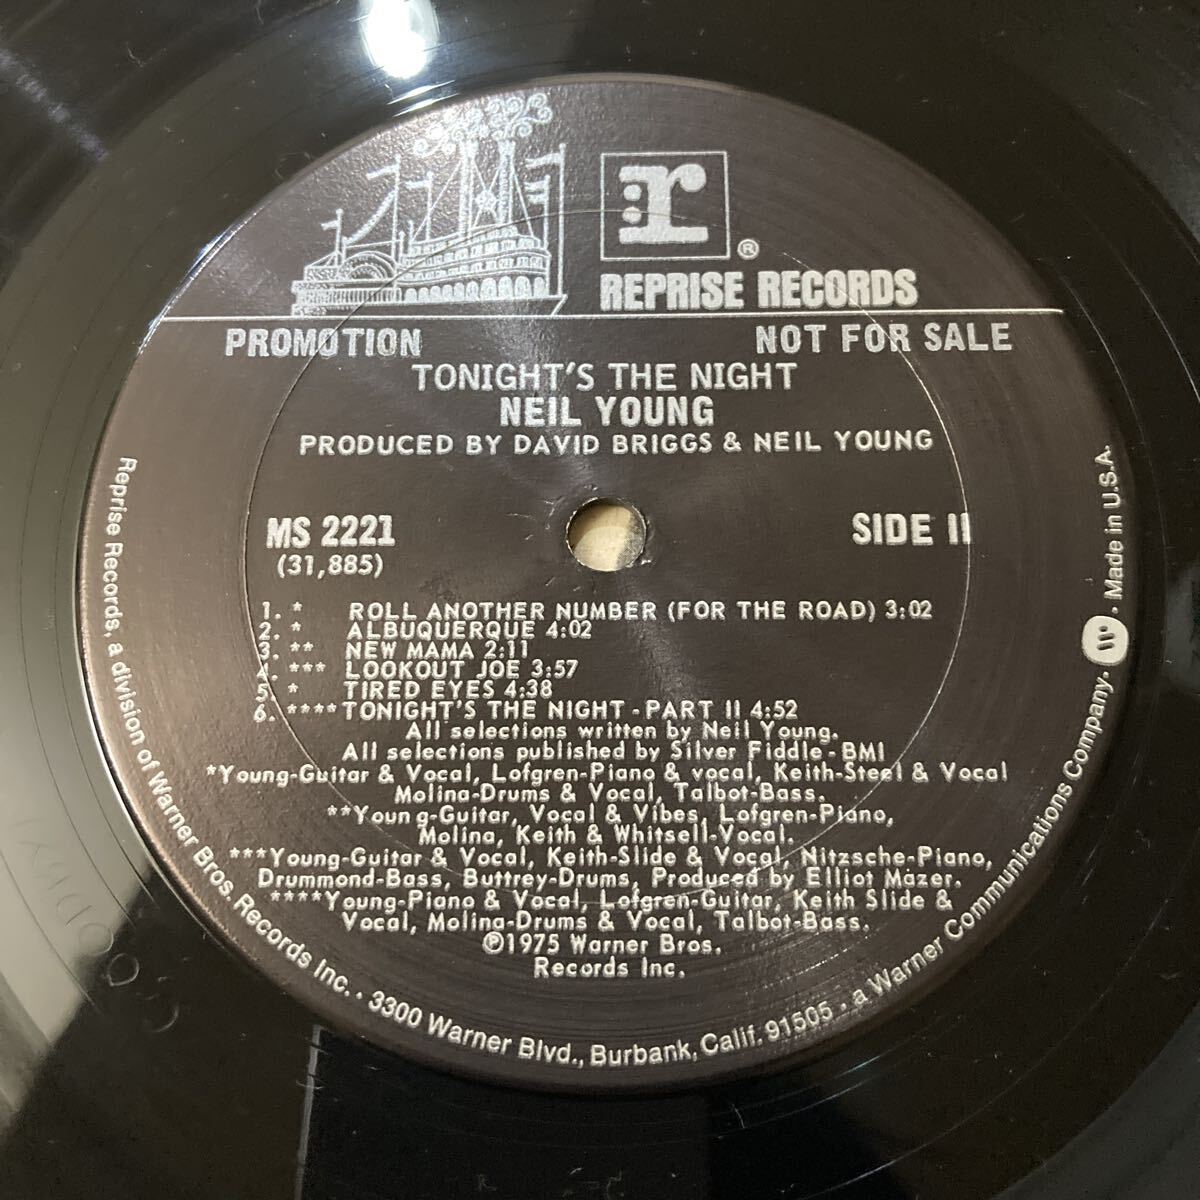 r
®
REPRISE RECORDS
PROMOTION NOT FOR SALE
TONIGHT'S THE NIGHT
NEIL YOUNG
PRODUCED BY DAVID BRIGGS & NEIL YOUNG
MS 2221 SIDE II
(31,885)
1. * ROLL ANOTHER NUMBER (FOR THE ROAD) 3:02
2. * ALBUQUERQUE 4:02
3. ** NEW MAMA 2:11
4. *** LOOKOUT JOE 3:57
5 * TIRED EYES 4:38
6. **** TONIGHT'S THE NIGHT - PART II 4:52
All selections written by Neil Young.
All selections published by Silver Fiddle - BMI
*Young-Guitar & Vocal, Lofgren-Piano & vocal, Keith-Steel & Vocal
Molina-Drums & Vocal, Talbot-Bass.
**Young-Guitar, Vocal & Vibes, Lofgren-Piano,
Molina, Keith & Whitsell-Vocal.
***Young-Guitar & Vocal, Keith-Slide & Vocal, Nitzsche-Piano,
Drummond-Bass, Buttrey-Drums, Produced by Elliot Mazer.
****Young-Piano & Vocal, Lofgren-Guitar, Keith Slide &
Vocal, Molina-Drums & Vocal, Talbot-Bass.
℗1975 Warner Bros.
Records Inc.
Reprise Records, a division of Warner Bros. Records Inc. · 3300 Warner Blvd., Burbank, Calif. 91505 · a Warner Communications Company · W · Made in U.S.A.